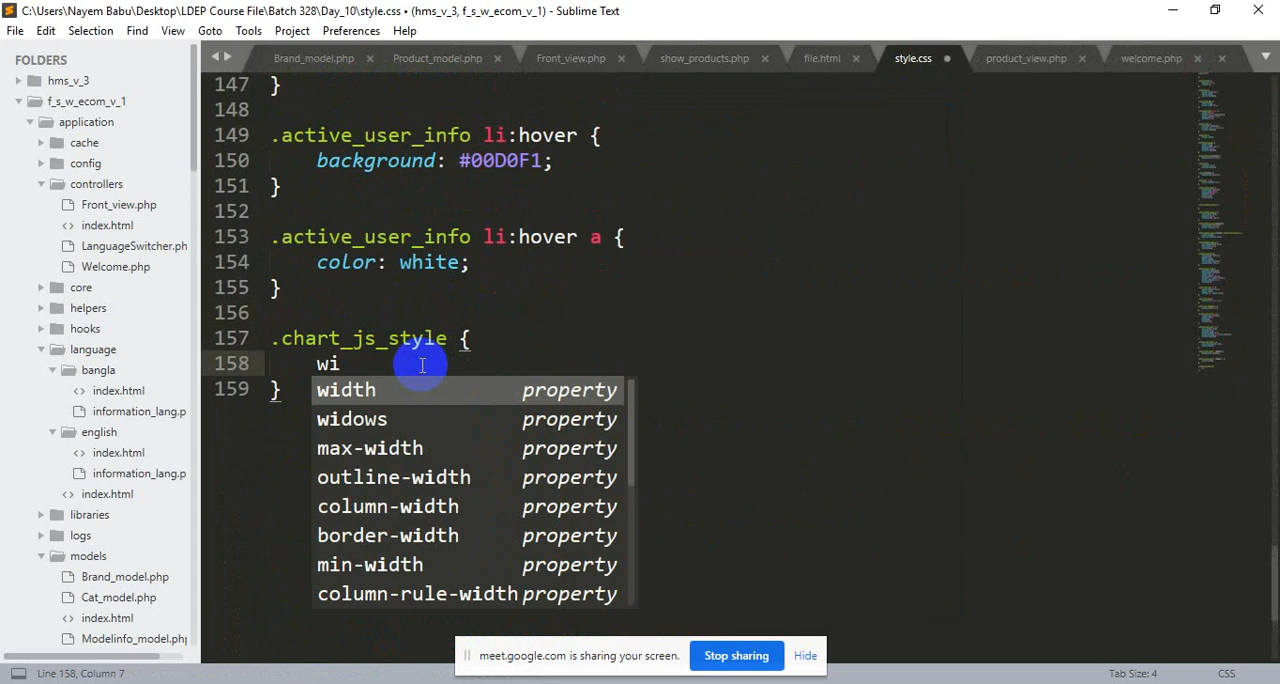 C:\Users\Nayem Babu\Desktop\LDEP Course File\Batch 328\Day_10\style.css • (hms_v_3, f_s_w_ecom_v_1) - Sublime Text
File Edit Selection Find View Goto Tools Project Preferences Help
FOLDERS
hms_v_3
f_s_w_ecom_v_1
application
cache
config
controllers
Front_view.php
index.html
LanguageSwitcher.ph
Welcome.php
core
helpers
hooks
language
bangla
index.html
information_lang.p
english
index.html
information_lang.p
index.html
libraries
logs
models
Brand_model.php
Cat_model.php
index.html
Modelinfo_model.php
Brand_model.php Product_model.php Front_view.php show_products.php file.html style.css product_view.php welcome.php
147 }
148
149 .active_user_info li:hover {
150 background: #00D0F1;
151 }
152
153 .active_user_info li:hover a {
154 color: white;
155 }
156
157 .chart_js_style {
158 wi
159 }
width property
widows property
max-width property
outline-width property
column-width property
border-width property
min-width property
column-rule-width property
meet.google.com is sharing your screen. Stop sharing Hide
Line 158, Column 7 Tab Size: 4 CSS